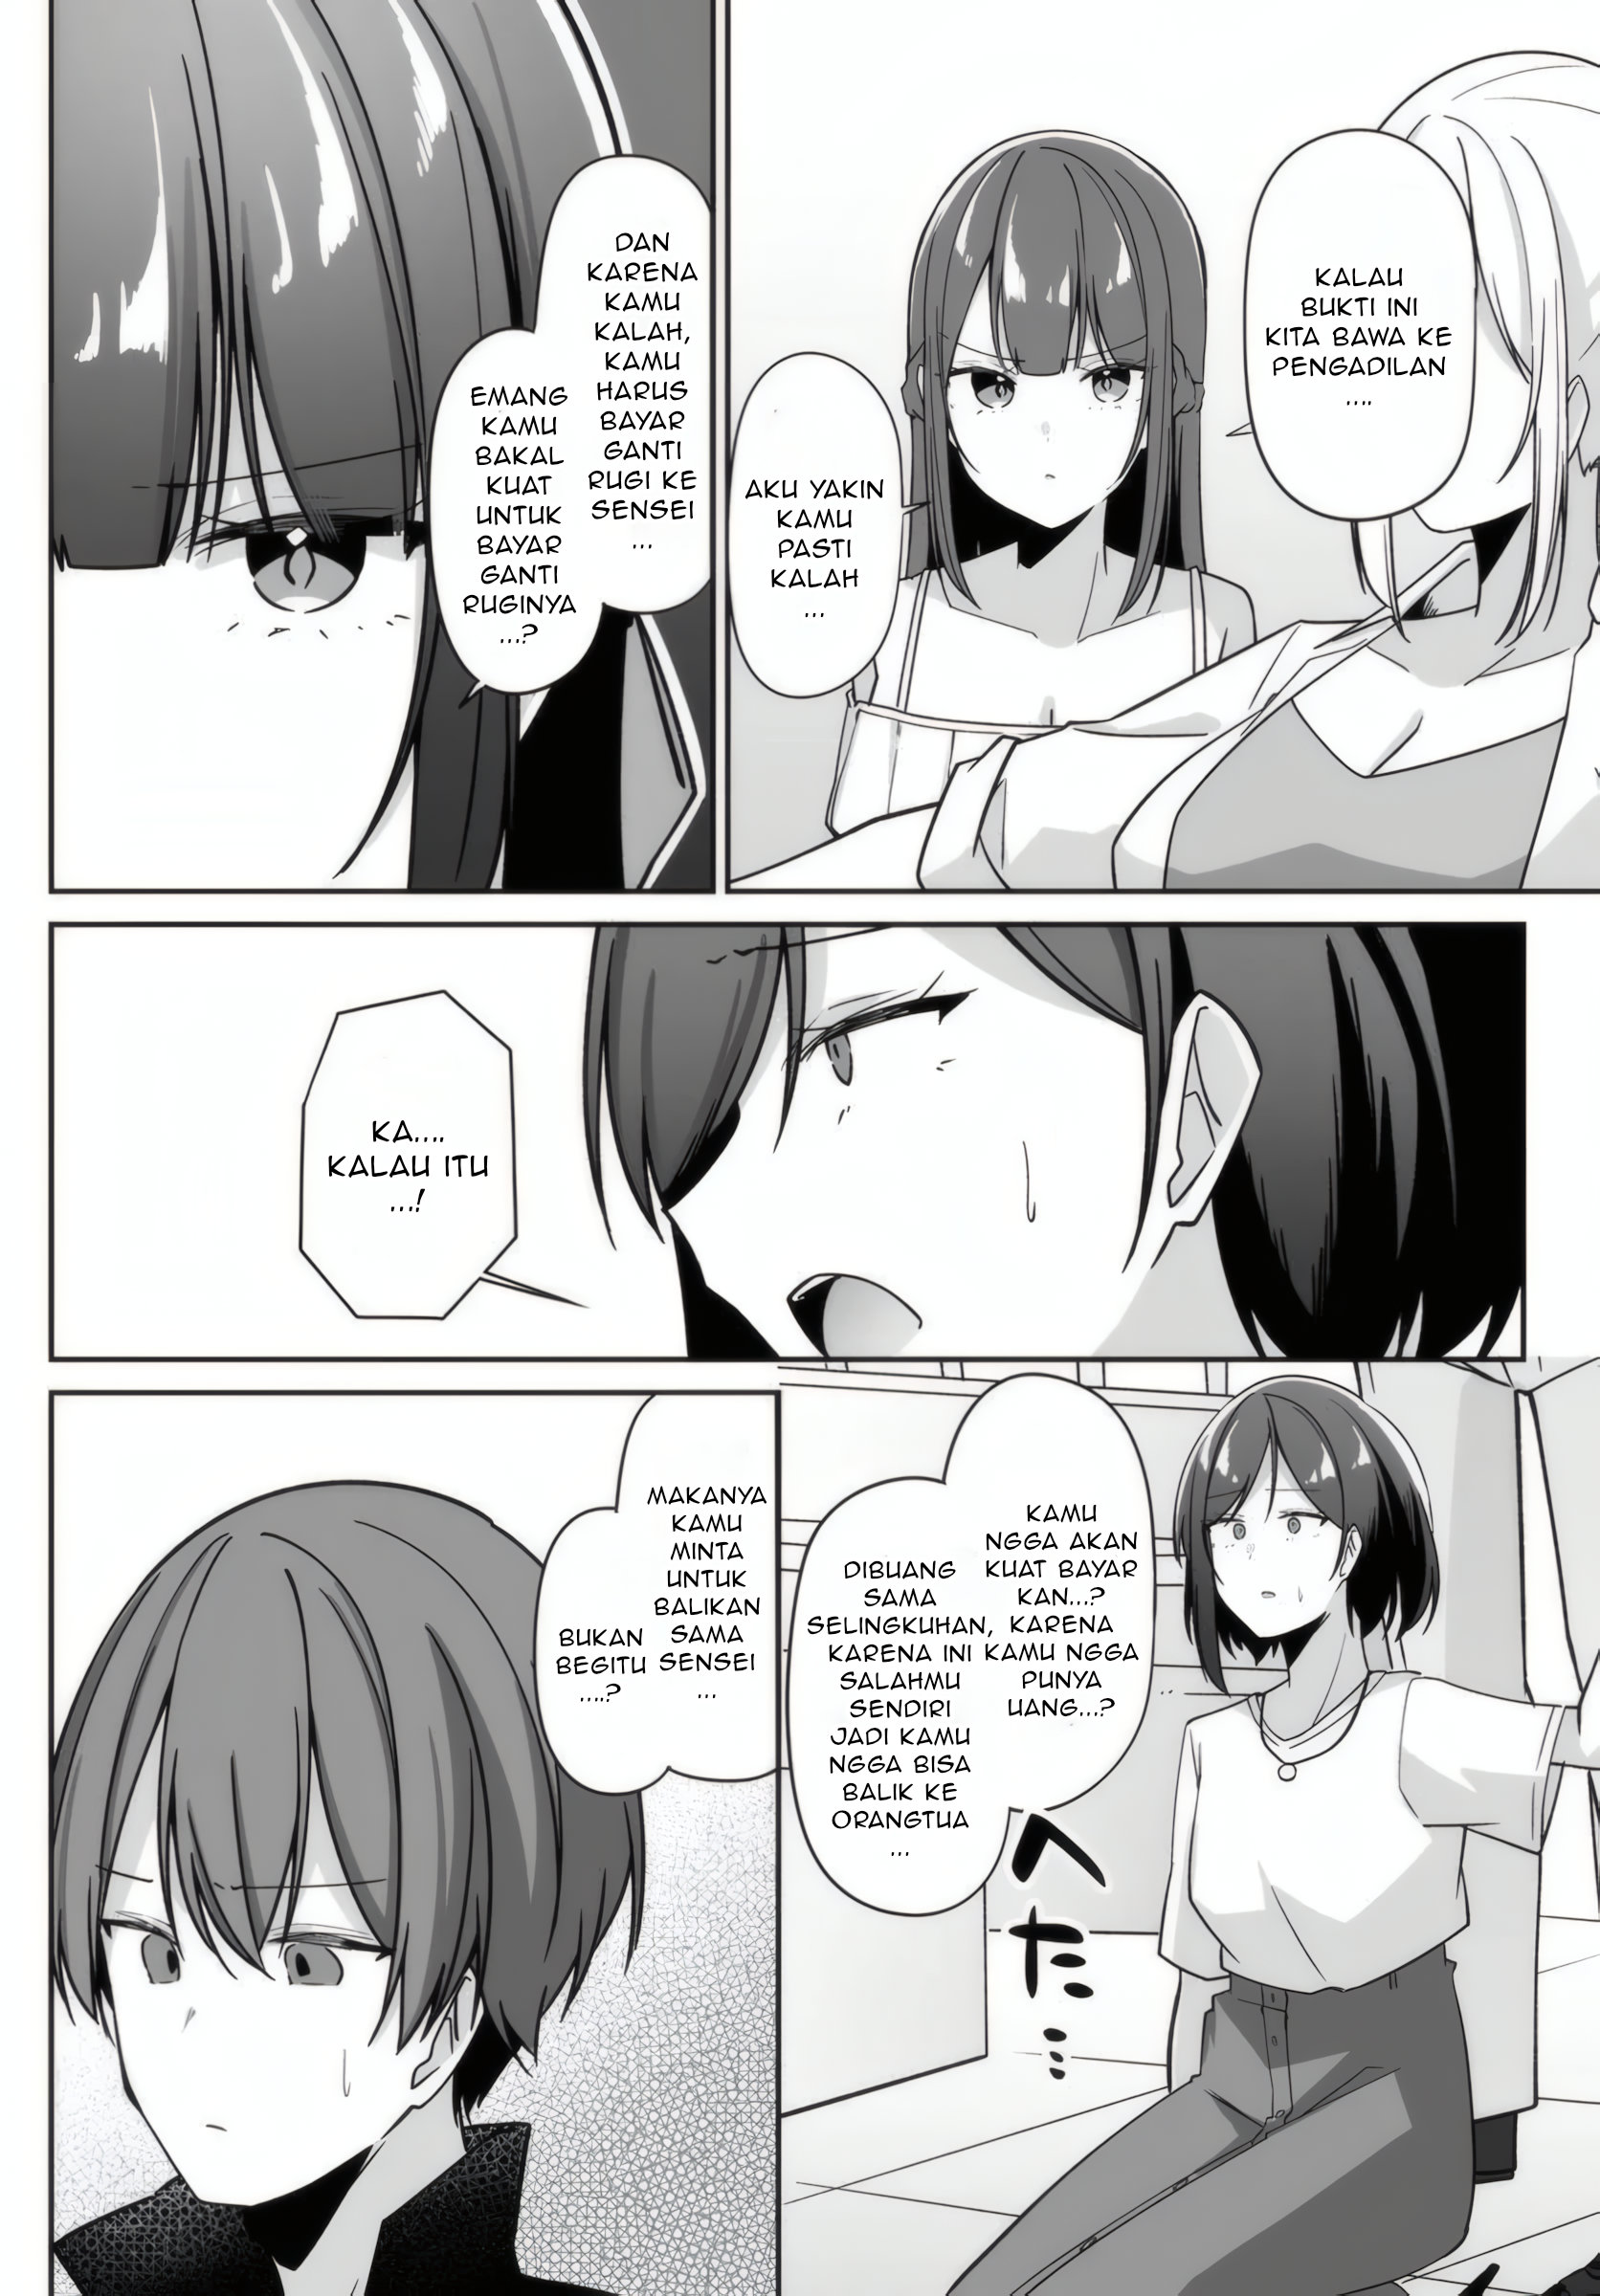 KALAU
BUKTI INI
KITA BAWA KE
PENGADILAN
....
AKU YAKIN
KAMU
PASTI
KALAH
...
DAN
KARENA
KAMU
KALAH,
KAMU
HARUS
BAYAR
GANTI
RUGI KE
SENSEI
...
EMANG
KAMU
BAKAL
KUAT
UNTUK
BAYAR
GANTI
RUGINYA
...?
KA....
KALAU ITU
...!
KAMU
NGGA AKAN
KUAT BAYAR
KAN...?
KARENA
KAMU NGGA
PUNYA
UANG...?
DIBUANG
SAMA
SELINGKUHAN,
KARENA INI
SALAHMU
SENDIRI
JADI KAMU
NGGA BISA
BALIK KE
ORANGTUA
...
へた...
MAKANYA
KAMU
MINTA
UNTUK
BALIKAN
SAMA
SENSEI
...
BUKAN
BEGITU
....?